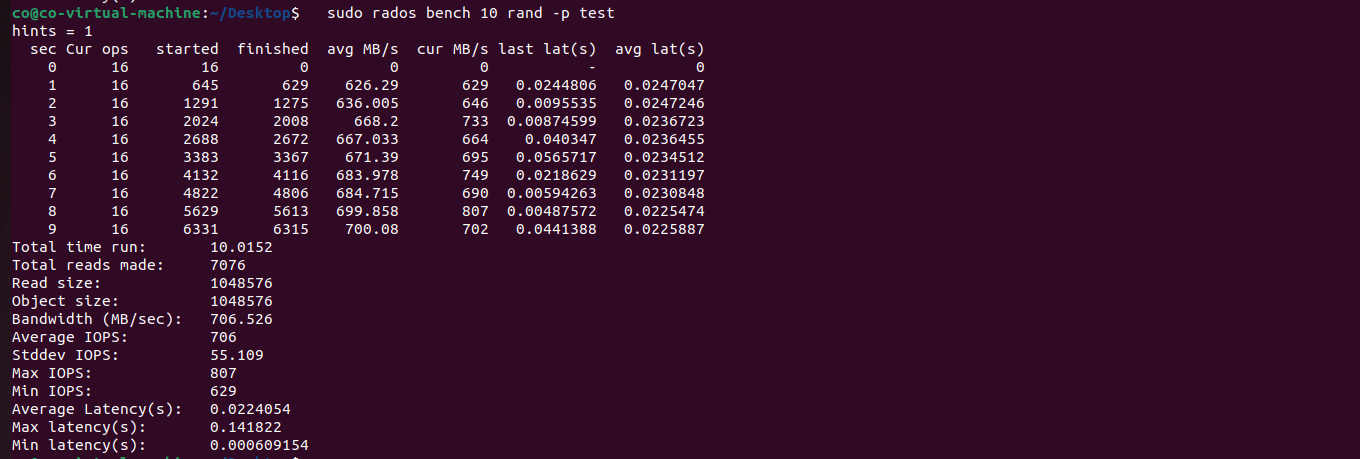 co@co-virtual-machine:~/Desktop$   sudo rados bench 10 rand -p test
hints = 1
  sec Cur ops   started  finished  avg MB/s  cur MB/s last lat(s)  avg lat(s)
    0      16        16         0         0         0           -           0
    1      16       645       629    626.29       629   0.0244806   0.0247047
    2      16      1291      1275   636.005       646   0.0095535   0.0247246
    3      16      2024      2008     668.2       733  0.00874599   0.0236723
    4      16      2688      2672   667.033       664    0.040347   0.0236455
    5      16      3383      3367    671.39       695   0.0565717   0.0234512
    6      16      4132      4116   683.978       749   0.0218629   0.0231197
    7      16      4822      4806   684.715       690  0.00594263   0.0230848
    8      16      5629      5613   699.858       807  0.00487572   0.0225474
    9      16      6331      6315    700.08       702   0.0441388   0.0225887
Total time run:       10.0152
Total reads made:     7076
Read size:            1048576
Object size:          1048576
Bandwidth (MB/sec):   706.526
Average IOPS:         706
Stddev IOPS:          55.109
Max IOPS:             807
Min IOPS:             629
Average Latency(s):   0.0224054
Max latency(s):       0.141822
Min latency(s):       0.000609154